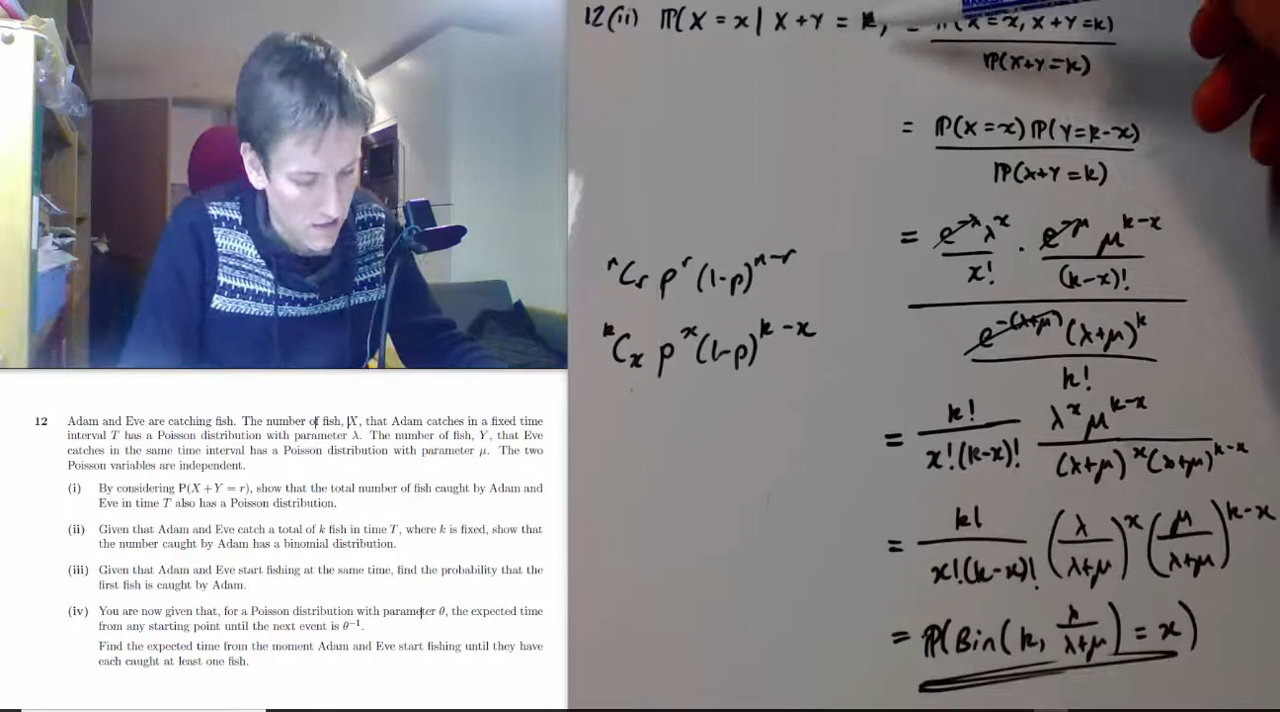 12(ii) ℙ(X = x | X+Y = k) = ℙ(X = x, X+Y = k)
ℙ(X+Y = k)
= ℙ(X = x) ℙ(Y = k-x)
ℙ(X+Y = k)
= e^-λ λ^x / x! . e^-μ μ^k-x / (k-x)!
e^-(λ+μ) (λ+μ)^k / k!
ⁿCᵣ p^r (1-p)^n-r
ᵏCₓ p^x (1-p)^k-x
= k! / x!(k-x)! λ^x μ^k-x / (λ+μ)^x (λ+μ)^k-x
= k! / x!(k-x)! (λ/λ+μ)^x (μ/λ+μ)^k-x
= ℙ(Bin(k, λ/λ+μ) = x)
12 Adam and Eve are catching fish. The number of fish, X, that Adam catches in a fixed time
interval T has a Poisson distribution with parameter λ. The number of fish, Y, that Eve
catches in the same time interval has a Poisson distribution with parameter μ. The two
Poisson variables are independent.
(i) By considering P(X + Y = r), show that the total number of fish caught by Adam and
Eve in time T also has a Poisson distribution.
(ii) Given that Adam and Eve catch a total of k fish in time T, where k is fixed, show that
the number caught by Adam has a binomial distribution.
(iii) Given that Adam and Eve start fishing at the same time, find the probability that the
first fish is caught by Adam.
(iv) You are now given that, for a Poisson distribution with parameter θ, the expected time
from any starting point until the next event is θ⁻¹.
Find the expected time from the moment Adam and Eve start fishing until they have
each caught at least one fish.